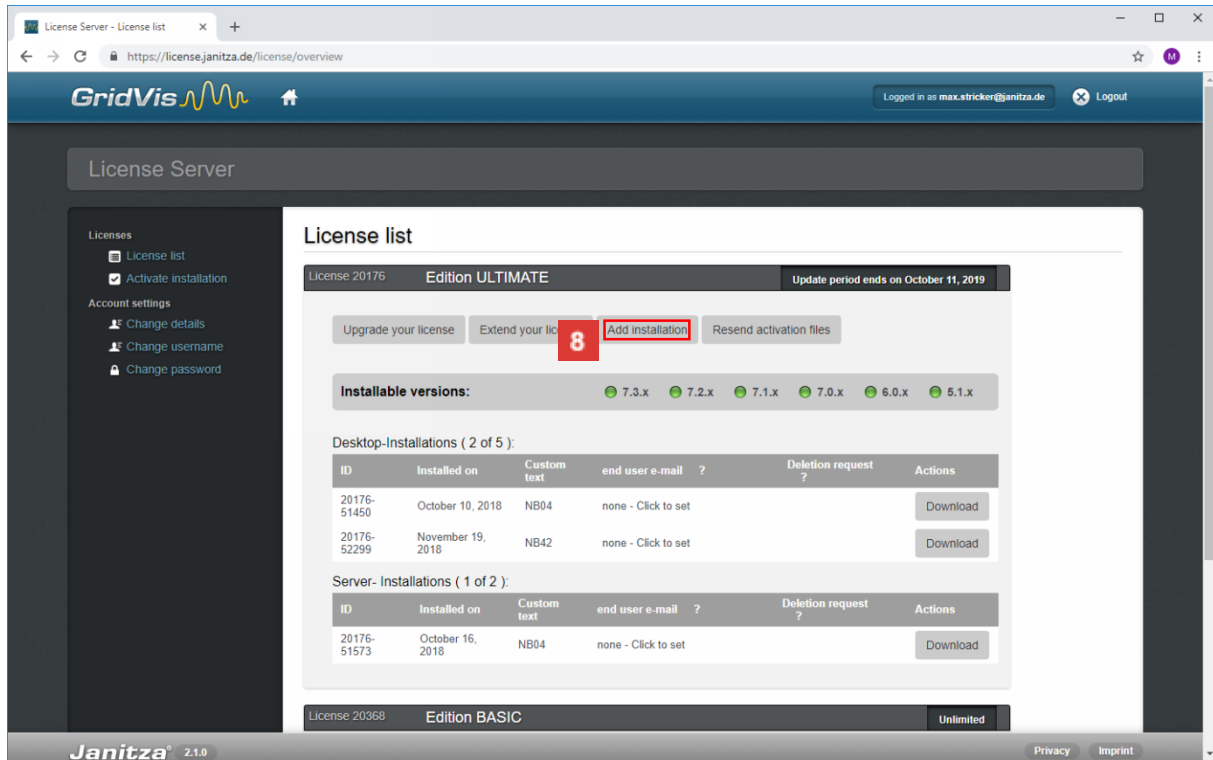 License Server - License list
https://license.janitza.de/license/overview
M
GridVis
Logged in as max.stricker@janitza.de
Logout
License Server
Licenses
License list
Activate installation
Account settings
Change details
Change username
Change password
License list
License 20176 Edition ULTIMATE Update period ends on October 11, 2019
Upgrade your license Extend your Add installation Resend activation files
8
Installable versions: 7.3.x 7.2.x 7.1.x 7.0.x 6.0.x 5.1.x
Desktop-Installations ( 2 of 5 ):
ID Installed on Custom text end user e-mail ? Deletion request ? Actions
20176-51450 October 10, 2018 NB04 none - Click to set Download
20176-52299 November 19, 2018 NB42 none - Click to set Download
Server- Installations ( 1 of 2 ):
ID Installed on Custom text end user e-mail ? Deletion request ? Actions
20176-51573 October 16, 2018 NB04 none - Click to set Download
License 20368 Edition BASIC Unlimited
Janitza® 2.1.0 Privacy Imprint